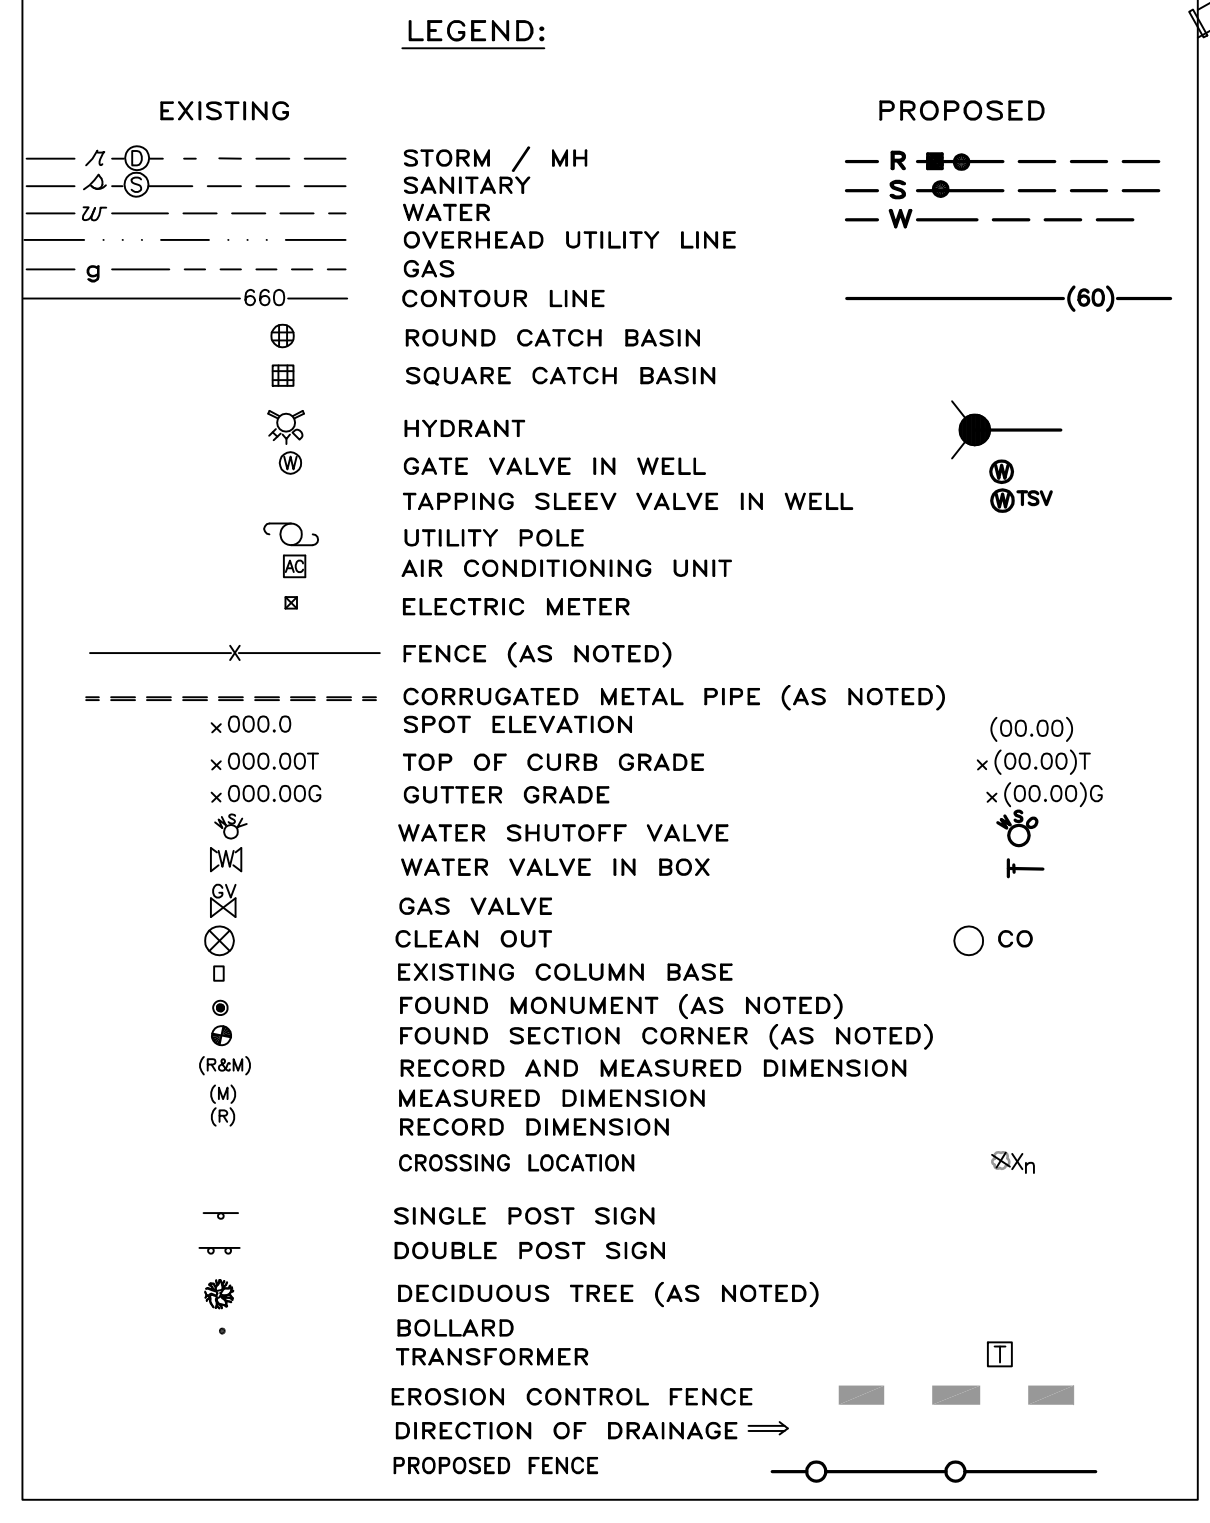 LEGEND:
EXISTING PROPOSED
r D STORM / MH R
s S SANITARY S
w WATER W
OVERHEAD UTILITY LINE
g GAS
660 CONTOUR LINE (60)
ROUND CATCH BASIN
SQUARE CATCH BASIN
HYD HYDRANT
W GATE VALVE IN WELL W
TAPPING SLEEV VALVE IN WELL W TSV
UTILITY POLE
AC AIR CONDITIONING UNIT
ELECTRIC METER
X FENCE (AS NOTED)
CORRUGATED METAL PIPE (AS NOTED)
x000.0 SPOT ELEVATION (00.00)
x000.00T TOP OF CURB GRADE x(00.00)T
x000.00G GUTTER GRADE x(00.00)G
WSV WATER SHUTOFF VALVE WSO
W WATER VALVE IN BOX
GV GAS VALVE
CLEAN OUT CO
EXISTING COLUMN BASE
FOUND MONUMENT (AS NOTED)
FOUND SECTION CORNER (AS NOTED)
(R&M) RECORD AND MEASURED DIMENSION
(M) MEASURED DIMENSION
(R) RECORD DIMENSION
CROSSING LOCATION Xn
SINGLE POST SIGN
DOUBLE POST SIGN
DECIDUOUS TREE (AS NOTED)
BOLLARD
TRANSFORMER T
EROSION CONTROL FENCE
DIRECTION OF DRAINAGE
PROPOSED FENCE